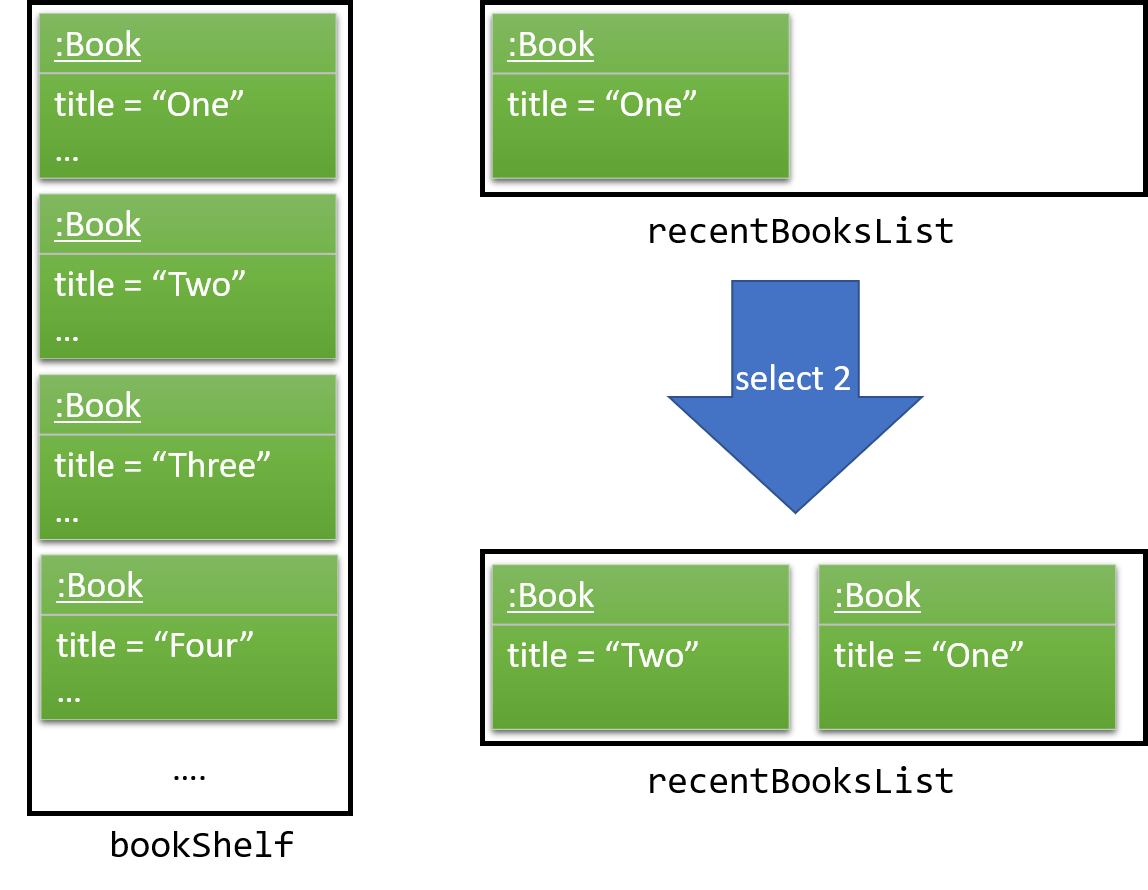 :Book
title = “One”
...
:Book
title = “Two”
...
:Book
title = “Three”
...
:Book
title = “Four”
...
....
bookShelf
:Book
title = “One”
recentBooksList
select 2
:Book
title = “Two”
:Book
title = “One”
recentBooksList